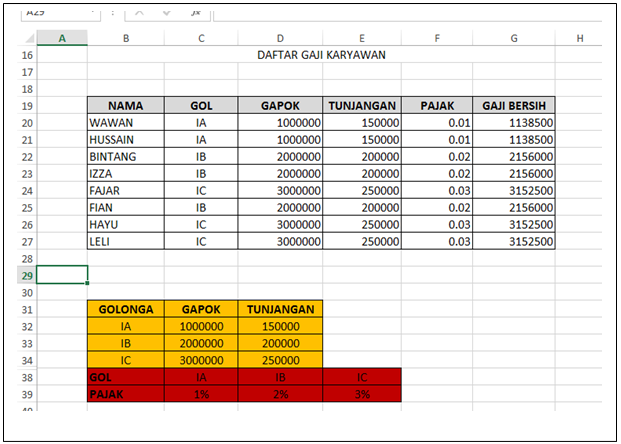 A29
A B C D E F G H
16 DAFTAR GAJI KARYAWAN
17
18
19 NAMA GOL GAPOK TUNJANGAN PAJAK GAJI BERSIH
20 WAWAN IA 1000000 150000 0.01 1138500
21 HUSSAIN IA 1000000 150000 0.01 1138500
22 BINTANG IB 2000000 200000 0.02 2156000
23 IZZA IB 2000000 200000 0.02 2156000
24 FAJAR IC 3000000 250000 0.03 3152500
25 FIAN IB 2000000 200000 0.02 2156000
26 HAYU IC 3000000 250000 0.03 3152500
27 LELI IC 3000000 250000 0.03 3152500
28
29
30
31 GOLONGA GAPOK TUNJANGAN
32 IA 1000000 150000
33 IB 2000000 200000
34 IC 3000000 250000
38 GOL IA IB IC
39 PAJAK 1% 2% 3%